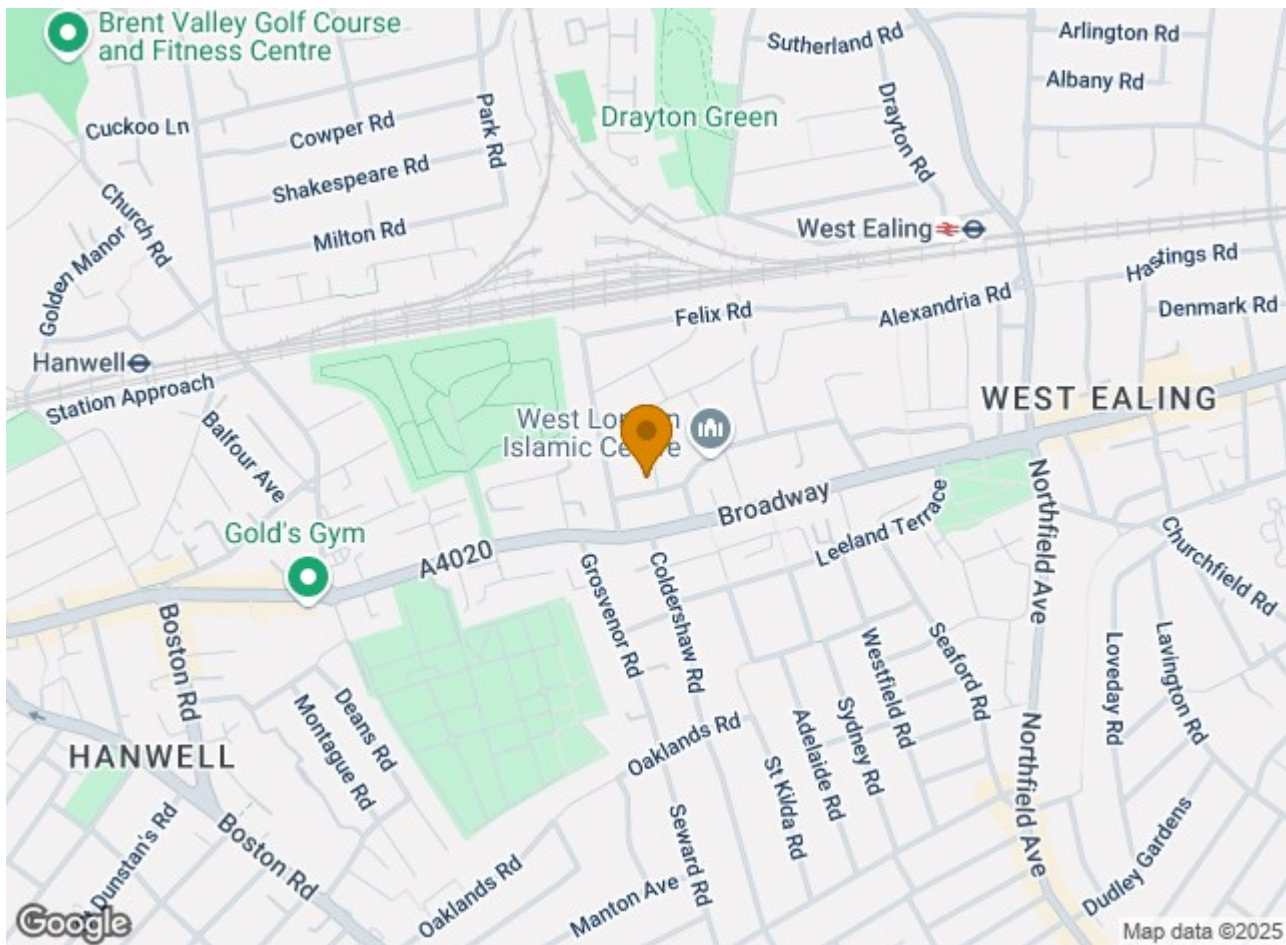 Brent Valley Golf Course
and Fitness Centre
Sutherland Rd
Arlington Rd
Albany Rd
Cuckoo Ln
Cowper Rd
Park Rd
Drayton Green
Drayton Rd
Shakespeare Rd
Church Rd
Milton Rd
Golden Manor
West Ealing
Hastings Rd
Denmark Rd
Felix Rd
Alexandria Rd
Hanwell
Station Approach
WEST EALING
Balfour Ave
West
Islamic
Broadway
Northfield Ave
Leeland Terrace
Churchfield Rd
Gold's Gym
A4020
Grosvenor Rd
Coldershaw Rd
Boston Rd
Deans Rd
Montague Rd
Westfield Rd
Seaford Rd
Loveday Rd
Lavington Rd
Sydney Rd
Adelaide Rd
Oaklands Rd
St Kilda Rd
Northfield Ave
HANWELL
Boston Rd
Dunstan's Rd
Seward Rd
Oaklands Rd
Manton Ave
Dudley Gardens
Google
Map data ©2025